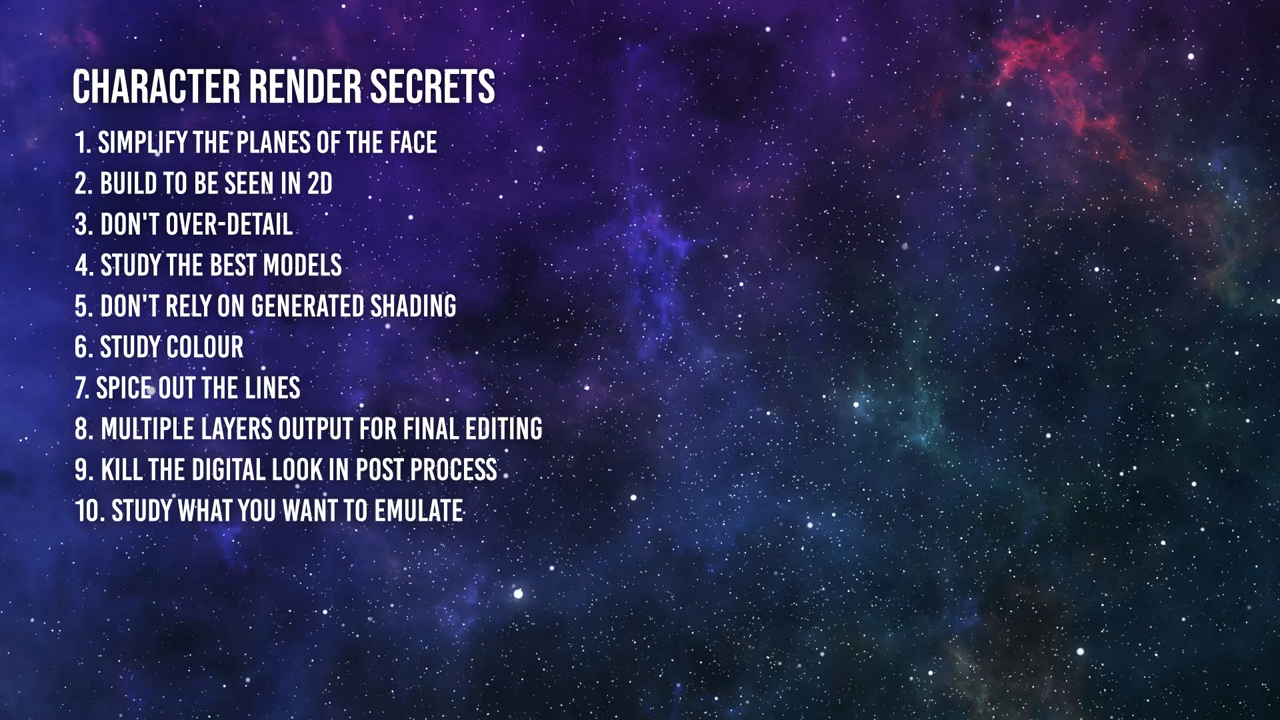 CHARACTER RENDER SECRETS
1. SIMPLIFY THE PLANES OF THE FACE
2. BUILD TO BE SEEN IN 2D
3. DON'T OVER-DETAIL
4. STUDY THE BEST MODELS
5. DON'T RELY ON GENERATED SHADING
6. STUDY COLOUR
7. SPICE OUT THE LINES
8. MULTIPLE LAYERS OUTPUT FOR FINAL EDITING
9. KILL THE DIGITAL LOOK IN POST PROCESS
10. STUDY WHAT YOU WANT TO EMULATE